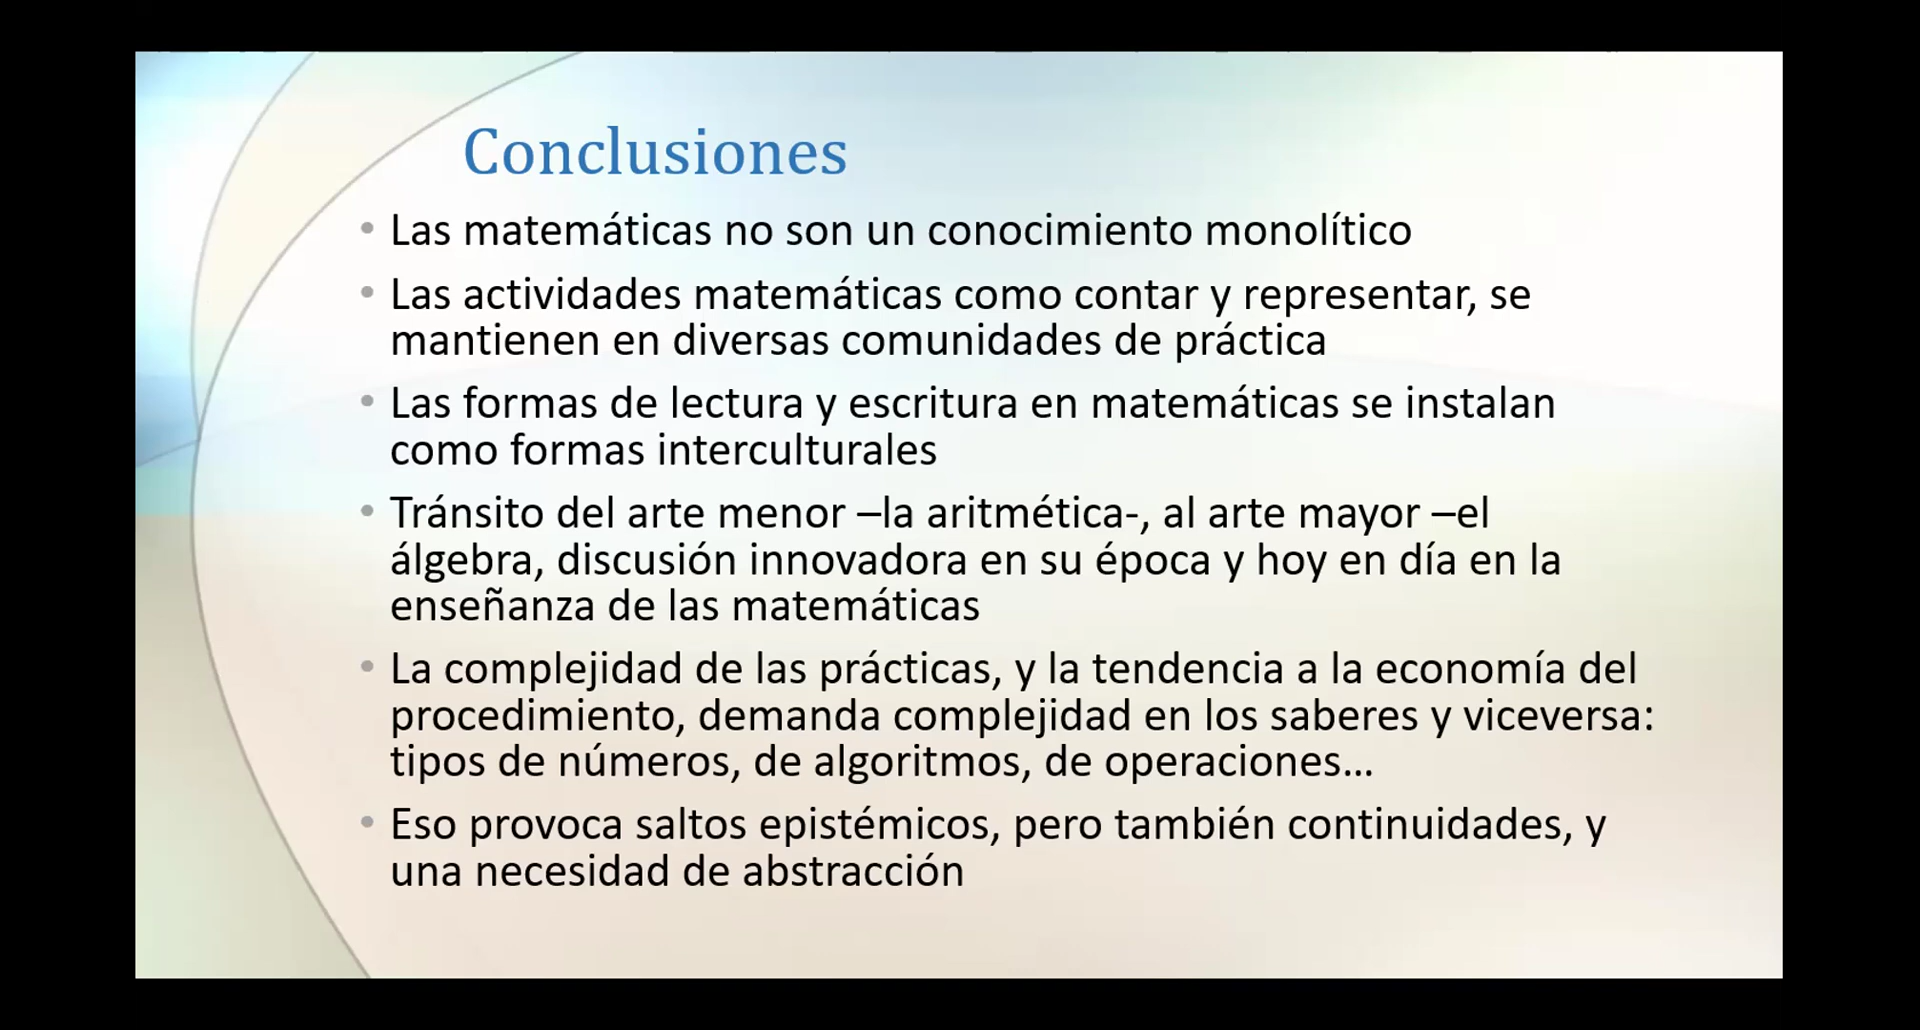 Conclusiones
• Las matemáticas no son un conocimiento monolítico
• Las actividades matemáticas como contar y representar, se
mantienen en diversas comunidades de práctica
• Las formas de lectura y escritura en matemáticas se instalan
como formas interculturales
• Tránsito del arte menor –la aritmética-, al arte mayor –el
álgebra, discusión innovadora en su época y hoy en día en la
enseñanza de las matemáticas
• La complejidad de las prácticas, y la tendencia a la economía del
procedimiento, demanda complejidad en los saberes y viceversa:
tipos de números, de algoritmos, de operaciones...
• Eso provoca saltos epistémicos, pero también continuidades, y
una necesidad de abstracción